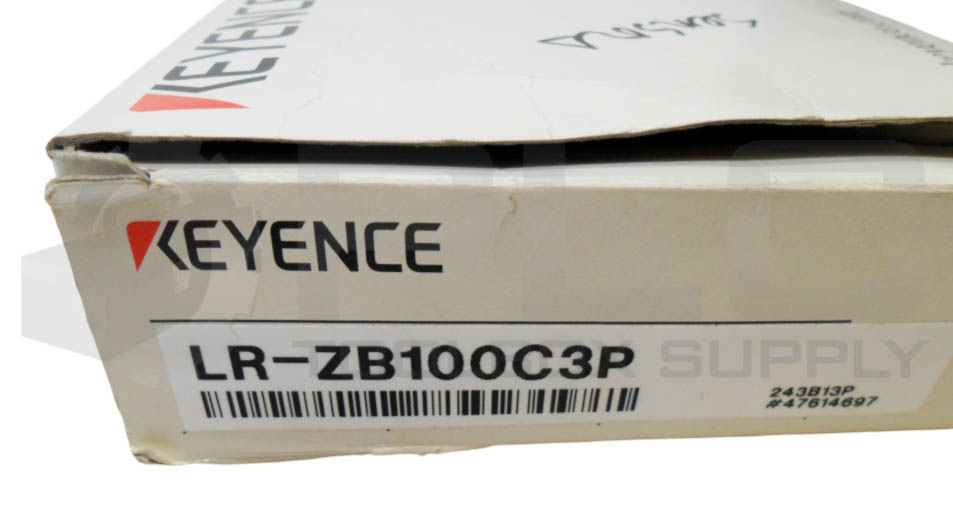 KEYENCE
KEYENCE
LR-ZB100C3P
243B13P
#47614697
SUPPLY